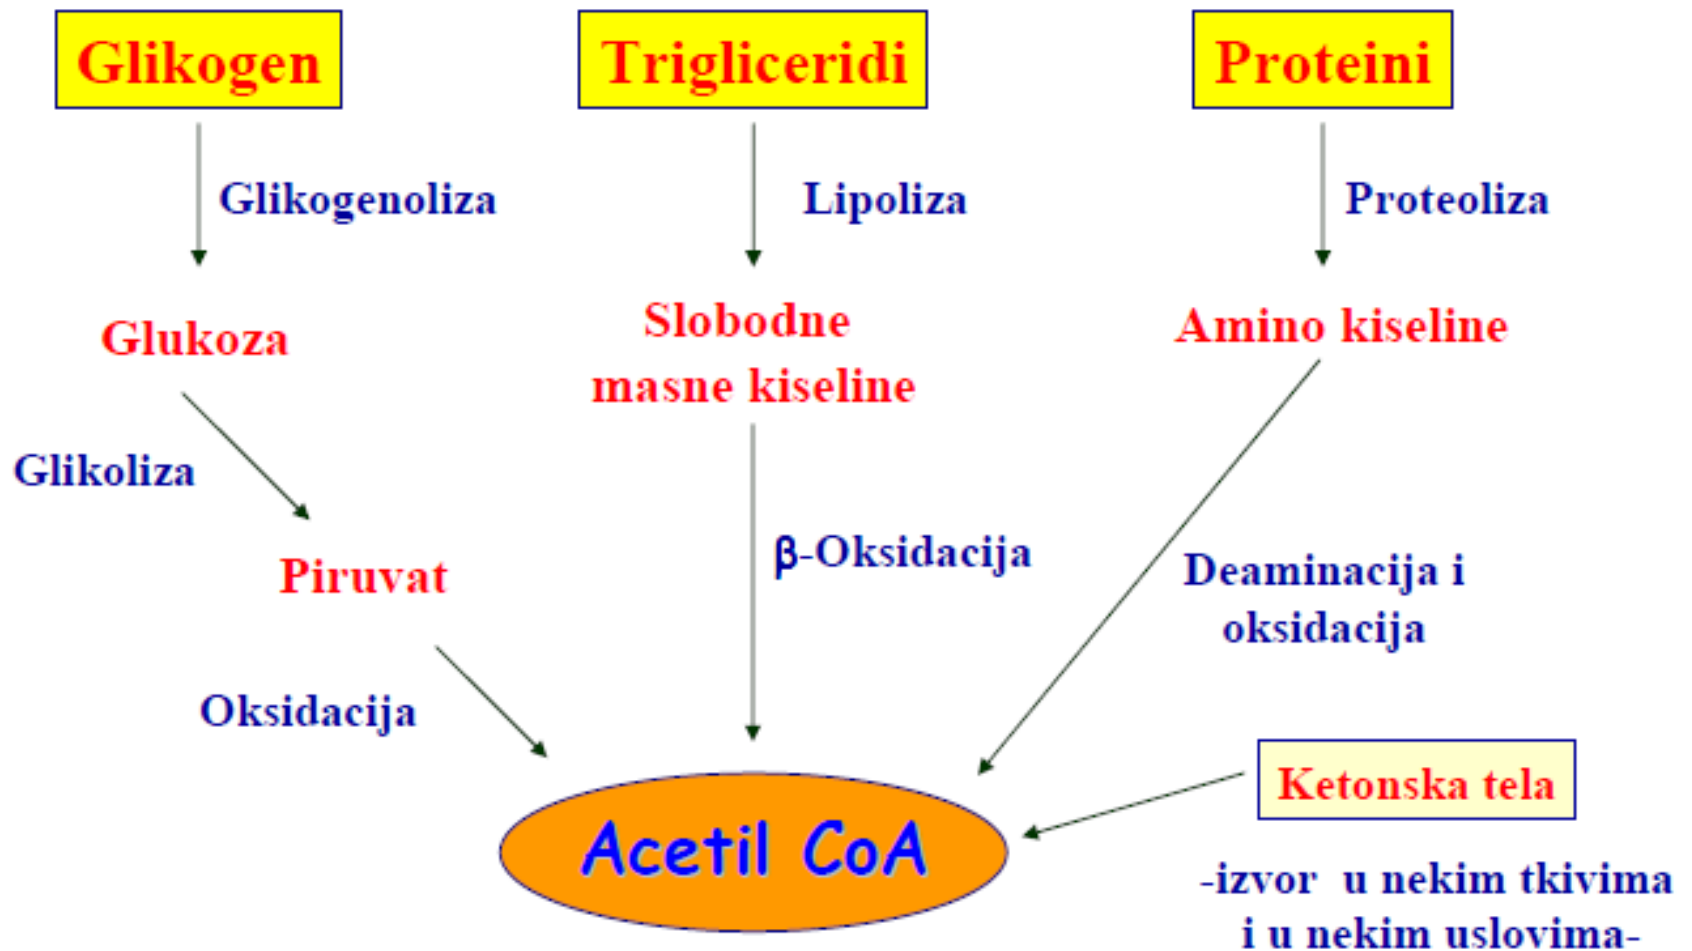 Glikogen
Trigliceridi
Proteini
Glikogenoliza
Lipoliza
Proteoliza
Glukoza
Slobodne
masne kiseline
Amino kiseline
Glikoliza
Piruvat
β-Oksidacija
Deaminacija i
oksidacija
Oksidacija
Ketonska tela
Acetil CoA
-izvor u nekim tkivima
i u nekim uslovima-